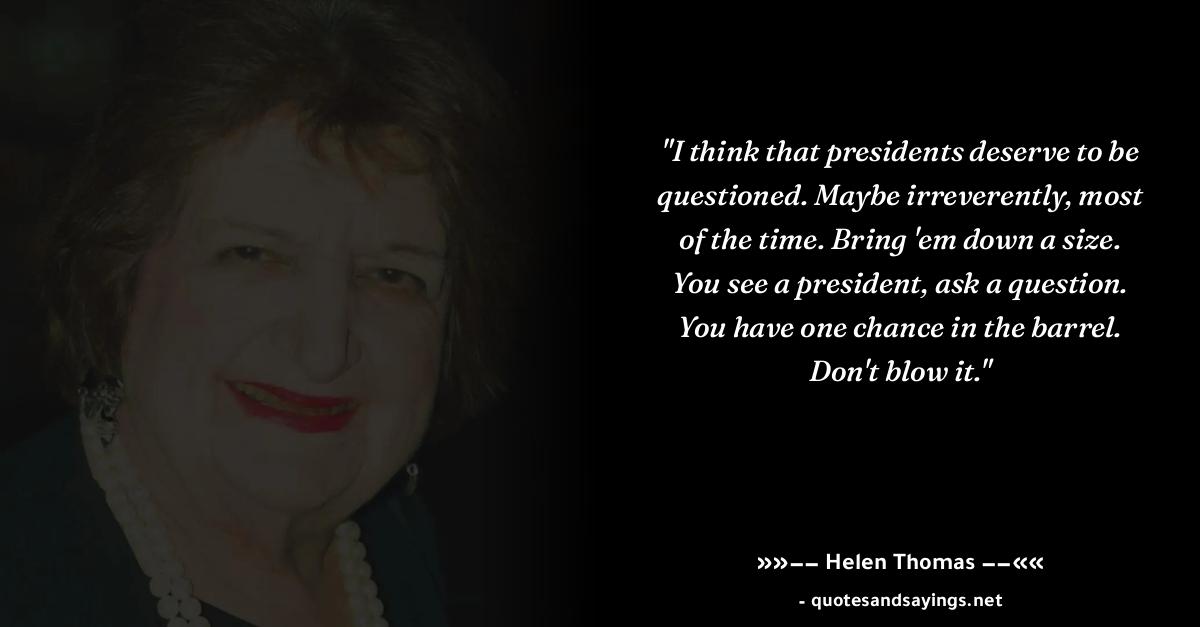 "I think that presidents deserve to be
questioned. Maybe irreverently, most
of the time. Bring 'em down a size.
You see a president, ask a question.
You have one chance in the barrel.
Don't blow it."
»»−− Helen Thomas −−««
- quotesandsayings.net